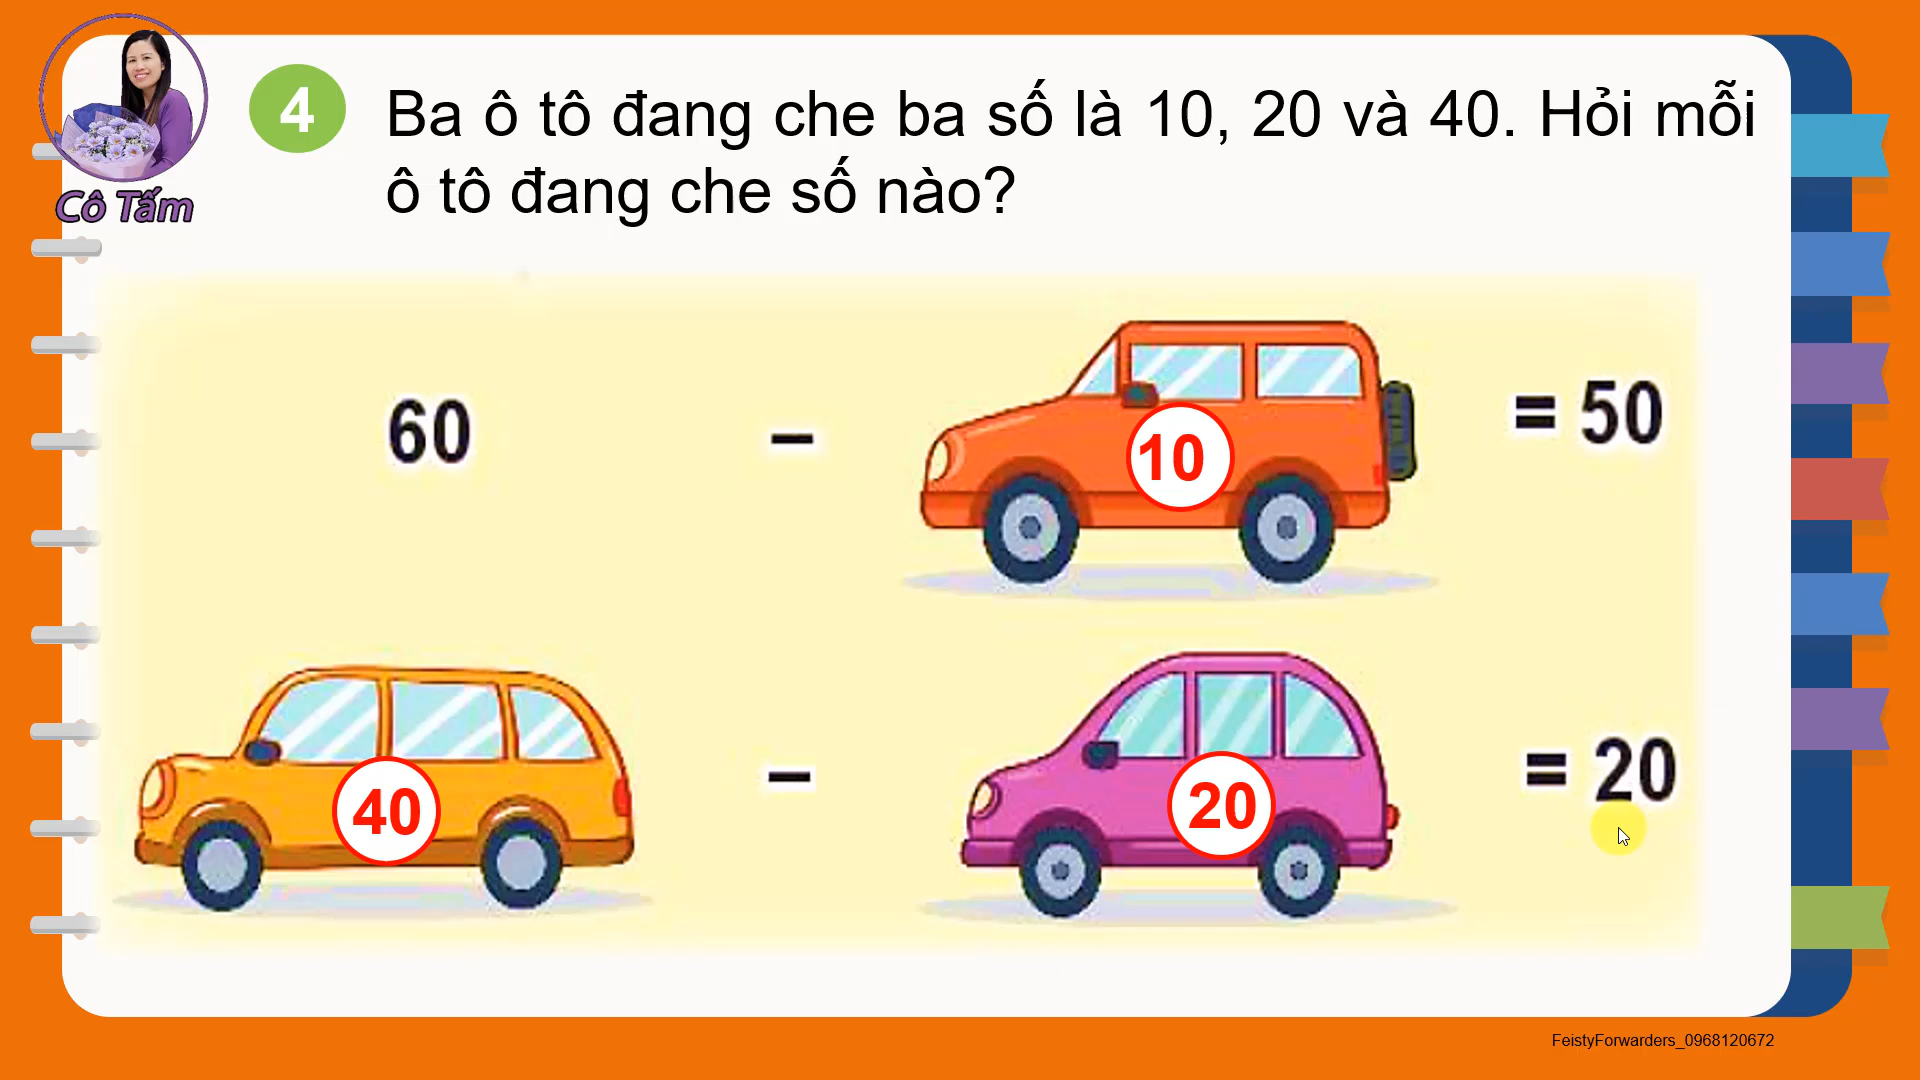 Cô Tấm
4 Ba ô tô đang che ba số là 10, 20 và 40. Hỏi mỗi
ô tô đang che số nào?
60 – 10 = 50
40 – 20 = 20
FeistyForwarders_0968120672